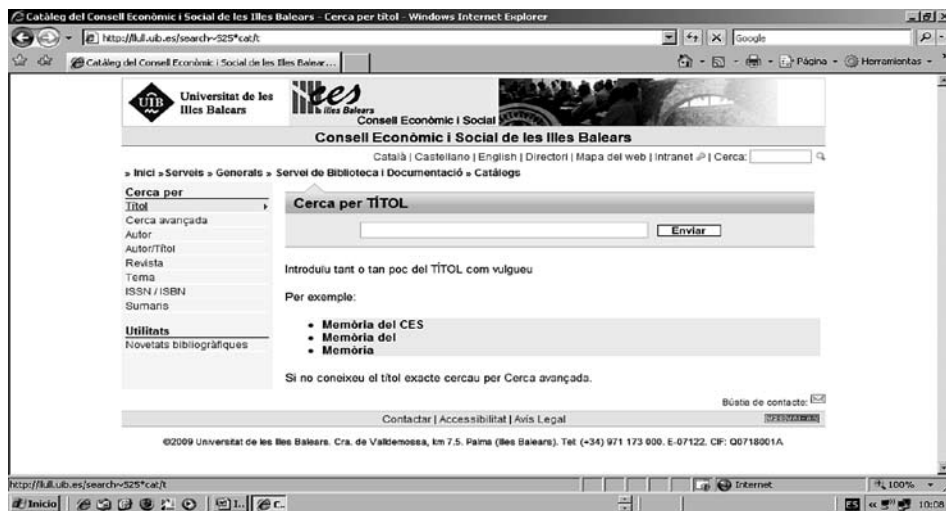 Catàleg del Consell Econòmic i Social de les Illes Balears - Cerca per títol - Windows Internet Explorer
http://llull.uib.es/search~S25*cat/t
Google
Catàleg del Consell Econòmic i Social de les Illes Balear...
Página
Herramientas
UIB
Universitat de les
Illes Balears
ces
Illes Balears
Consell Econòmic i Social
Consell Econòmic i Social de les Illes Balears
Català | Castellano | English | Directori | Mapa del web | Intranet | Cerca:
» Inici » Serveis » Generals » Servei de Biblioteca i Documentació » Catàlegs
Cerca per
Títol
Cerca avançada
Autor
Autor/Títol
Revista
Tema
ISSN / ISBN
Sumaris
Utilitats
Novetats bibliogràfiques
Cerca per TÍTOL
Enviar
Introduïu tant o tan poc del TÍTOL com vulgueu
Per exemple:
• Memòria del CES
• Memòria del
• Memòria
Si no coneixeu el títol exacte cercau per Cerca avançada.
Bústia de contacte:
Contactar | Accessibilitat | Avís Legal
©2009 Universitat de les Illes Balears. Cra. de Valldemossa, km 7.5. Palma (Illes Balears). Tel: (+34) 971 173 000. E-07122. CIF: Q0718001A
http://llull.uib.es/search~S25*cat/t
Internet
100%
Inicio
I..
C..
ES
10:08